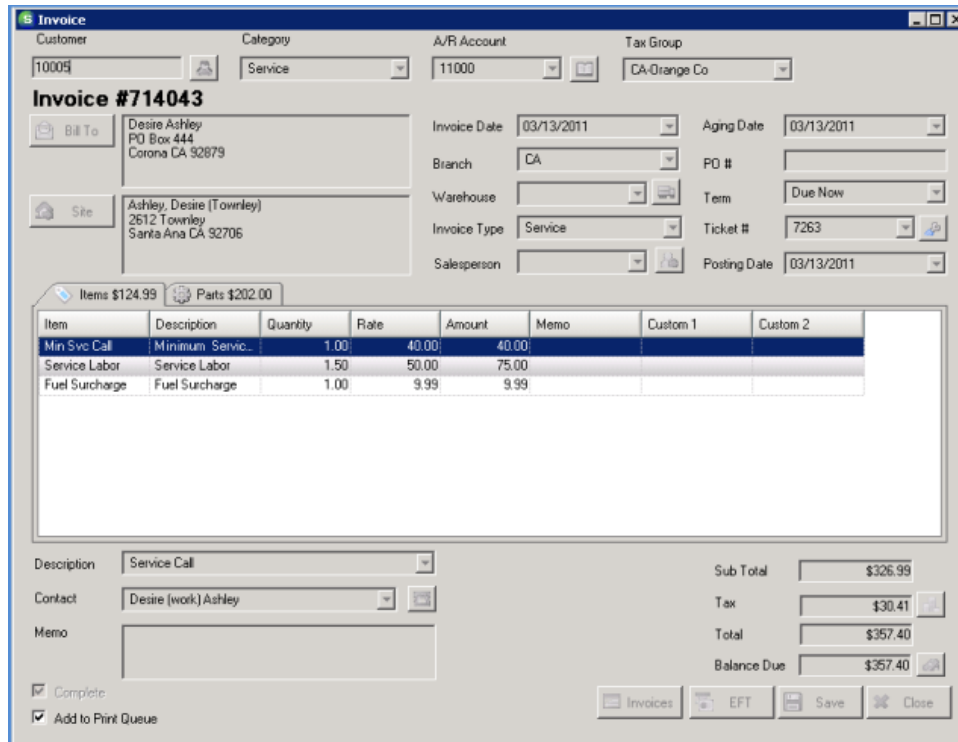 Invoice
Customer Category A/R Account Tax Group
10005 Service 11000 CA-Orange Co
Invoice #714043
Bill To
Desire Ashley
PO Box 444
Corona CA 92879
Site
Ashley, Desire (Townley)
2612 Townley
Santa Ana CA 92706
Invoice Date 03/13/2011 Aging Date 03/13/2011
Branch CA PO #
Warehouse Term Due Now
Invoice Type Service Ticket # 7263
Salesperson Posting Date 03/13/2011
Items $124.99 Parts $202.00
Item Description Quantity Rate Amount Memo Custom 1 Custom 2
Min Svc Call Minimum Servic... 1.00 40.00 40.00
Service Labor Service Labor 1.50 50.00 75.00
Fuel Surcharge Fuel Surcharge 1.00 9.99 9.99
Description Service Call
Contact Desire (work) Ashley
Memo
Sub Total $326.99
Tax $30.41
Total $357.40
Balance Due $357.40
Complete
Add to Print Queue
Invoices EFT Save Close